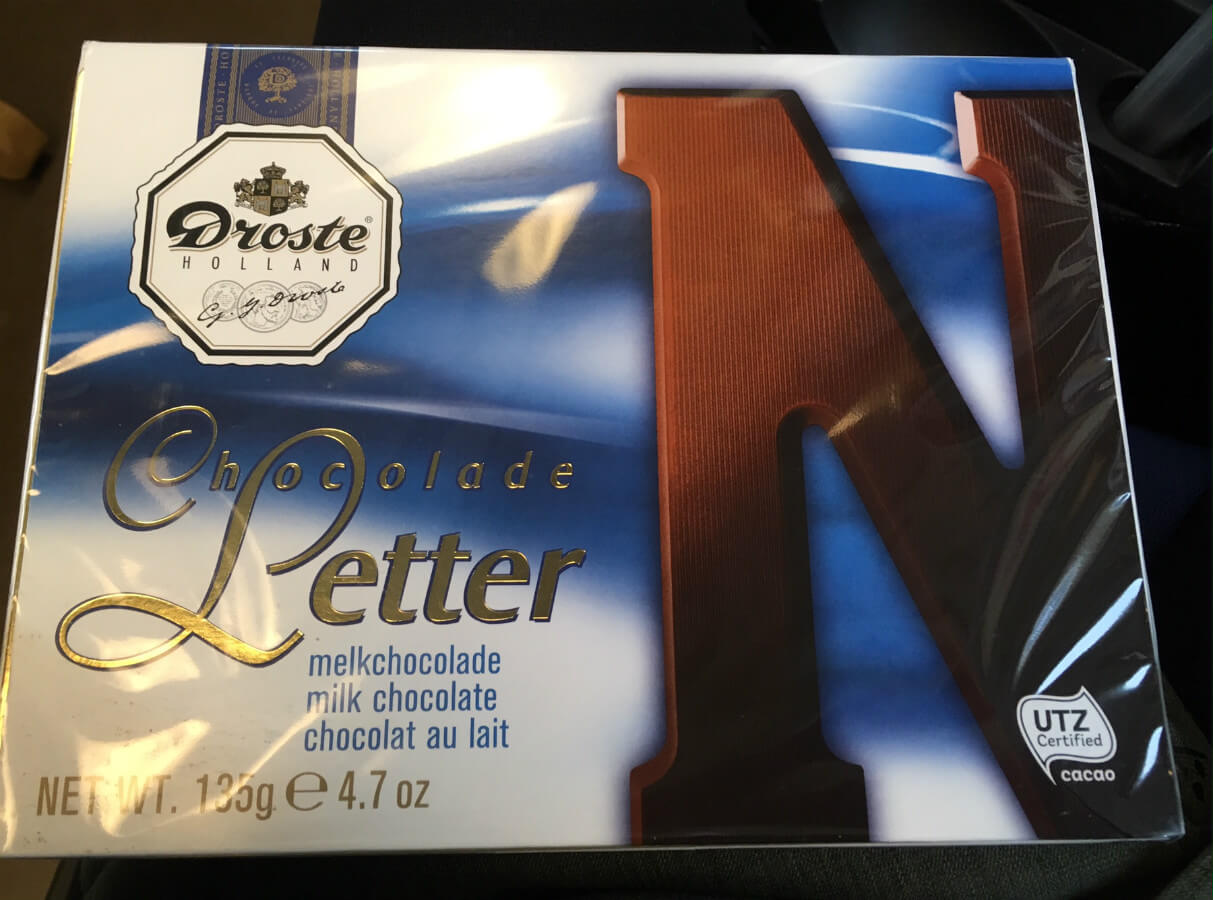 Droste®
HOLLAND
C. J. Droste
Chocolade
Letter
melkchocolade
milk chocolate
chocolat au lait
NET WT. 135g ℮ 4.7 oz
N
UTZ
Certified
cacao